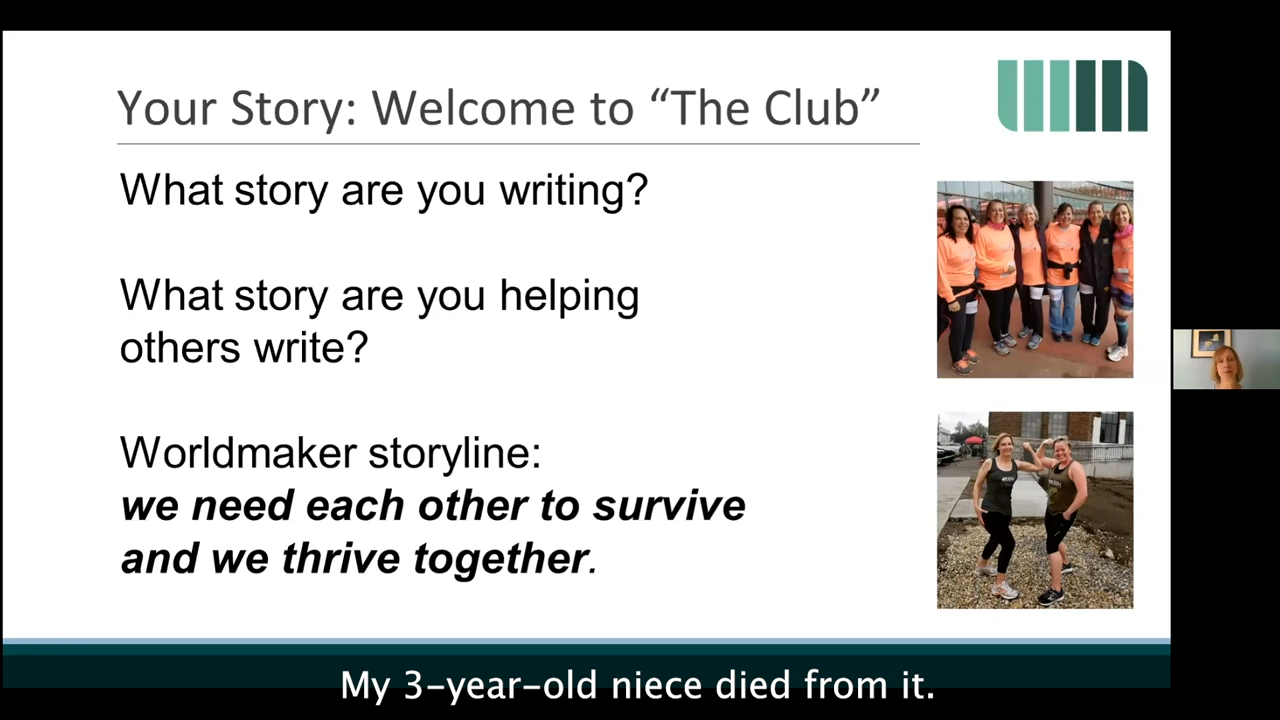 Your Story: Welcome to “The Club”
What story are you writing?
What story are you helping
others write?
Worldmaker storyline:
we need each other to survive
and we thrive together.
My 3-year-old niece died from it.